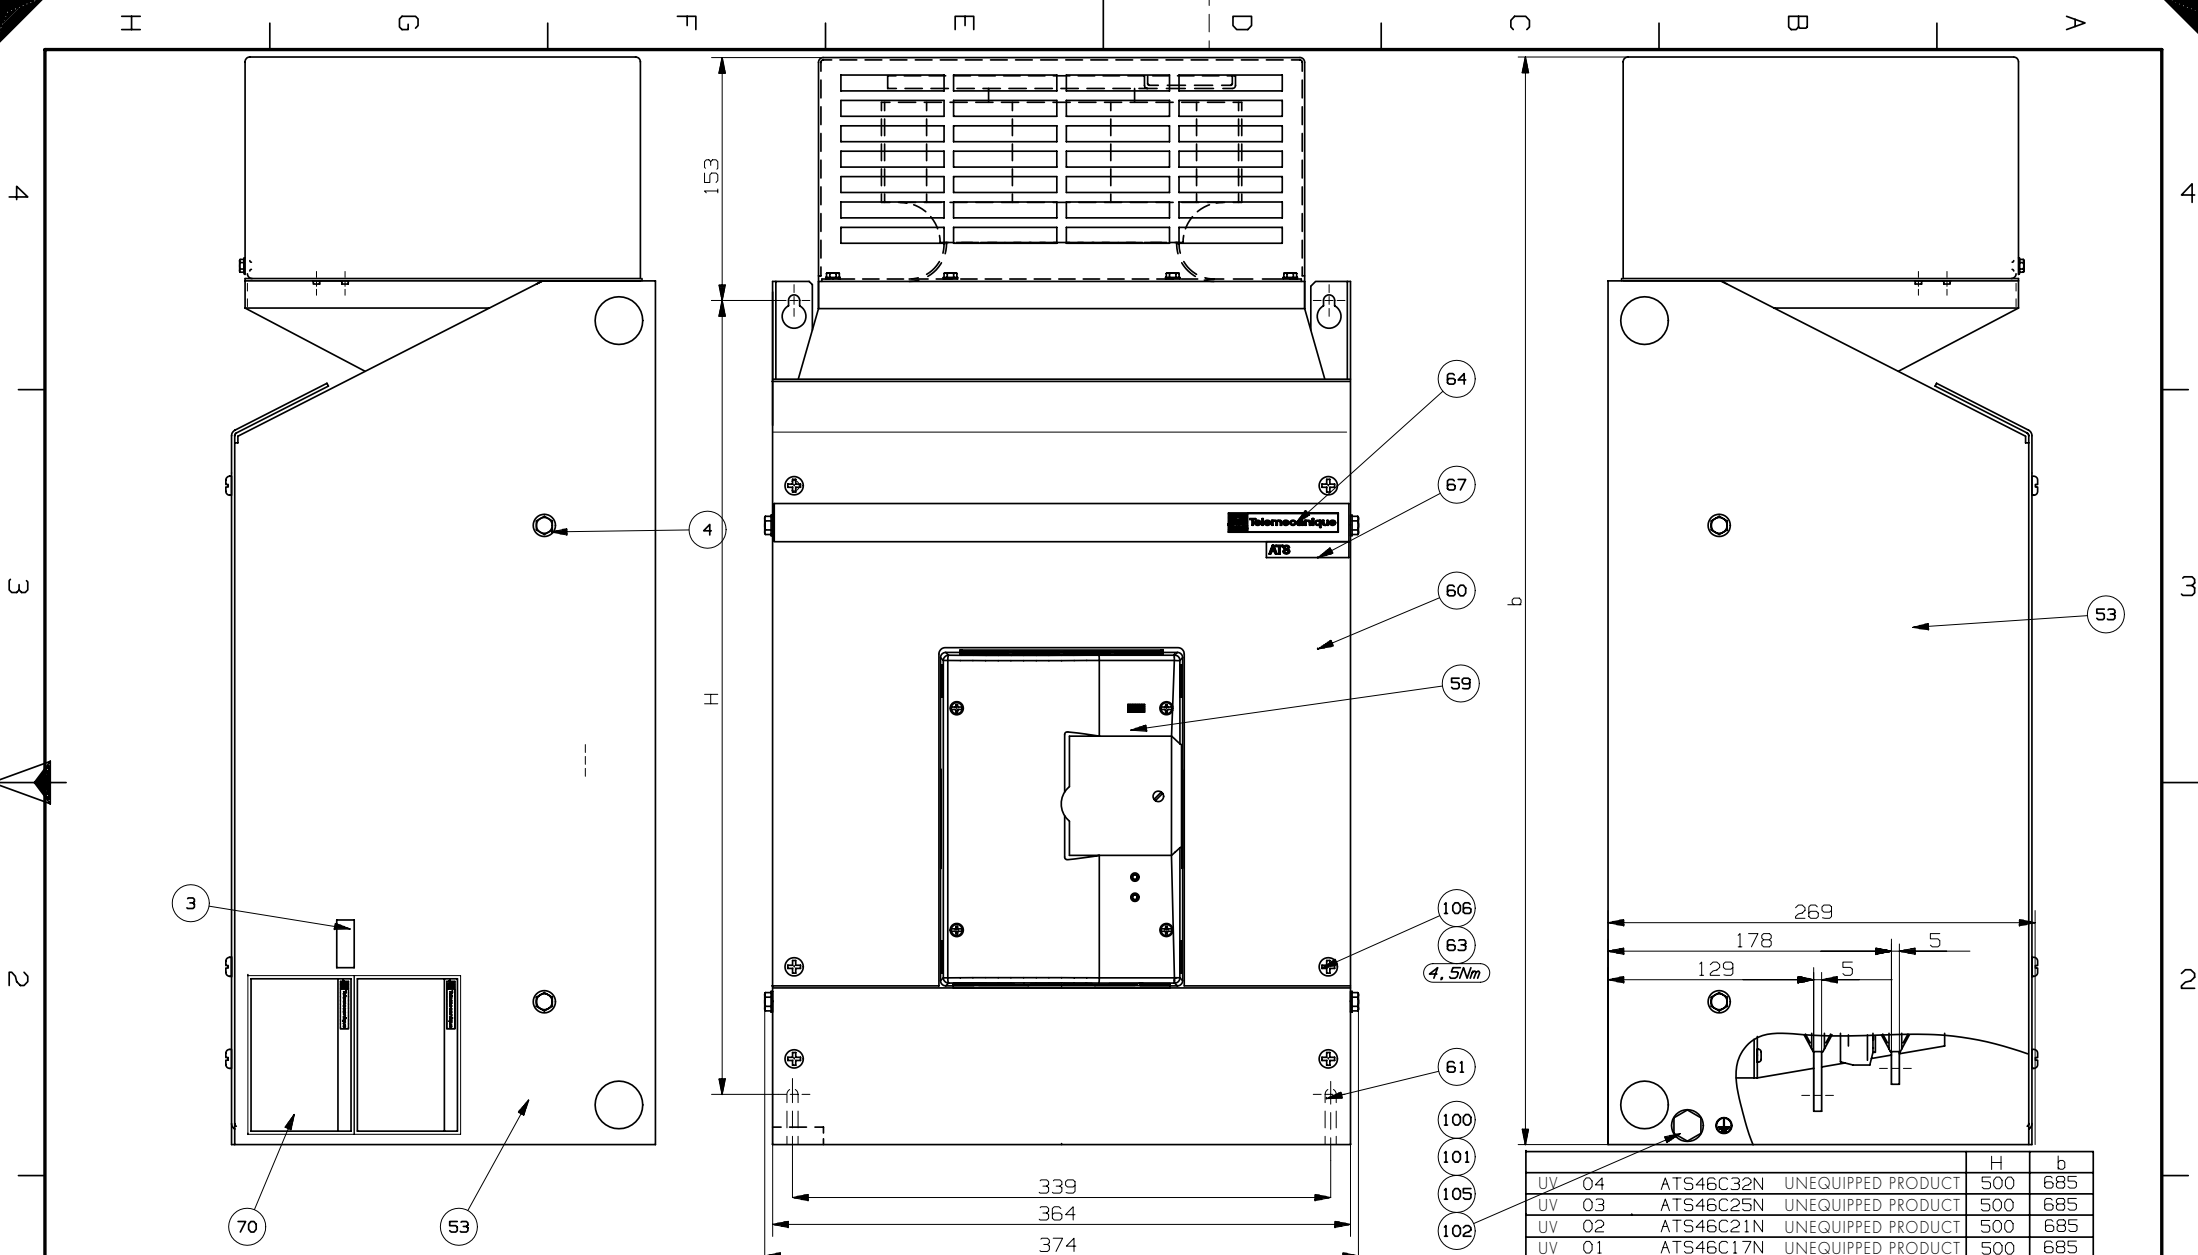 H G F E D C B A
4 4
153
64
67
Telemecanique
ATS
4
60
3 3
b
53
H
59
3
106
269
63
178 5
4,5Nm
129 5
2 2
Telemecanique Telemecanique
61
100
101
H b
339
UV 04 ATS46C32N UNEQUIPPED PRODUCT 500 685
105
UV 03 ATS46C25N UNEQUIPPED PRODUCT 500 685
364
70 53
102
UV 02 ATS46C21N UNEQUIPPED PRODUCT 500 685
374
UV 01 ATS46C17N UNEQUIPPED PRODUCT 500 685